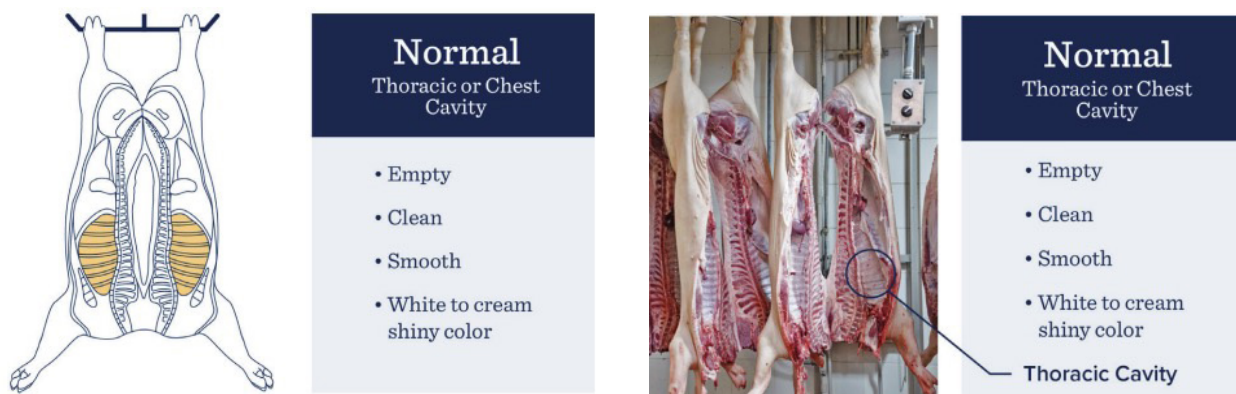 Normal
Thoracic or Chest
Cavity
• Empty
• Clean
• Smooth
• White to cream
shiny color
Normal
Thoracic or Chest
Cavity
• Empty
• Clean
• Smooth
• White to cream
shiny color
Thoracic Cavity